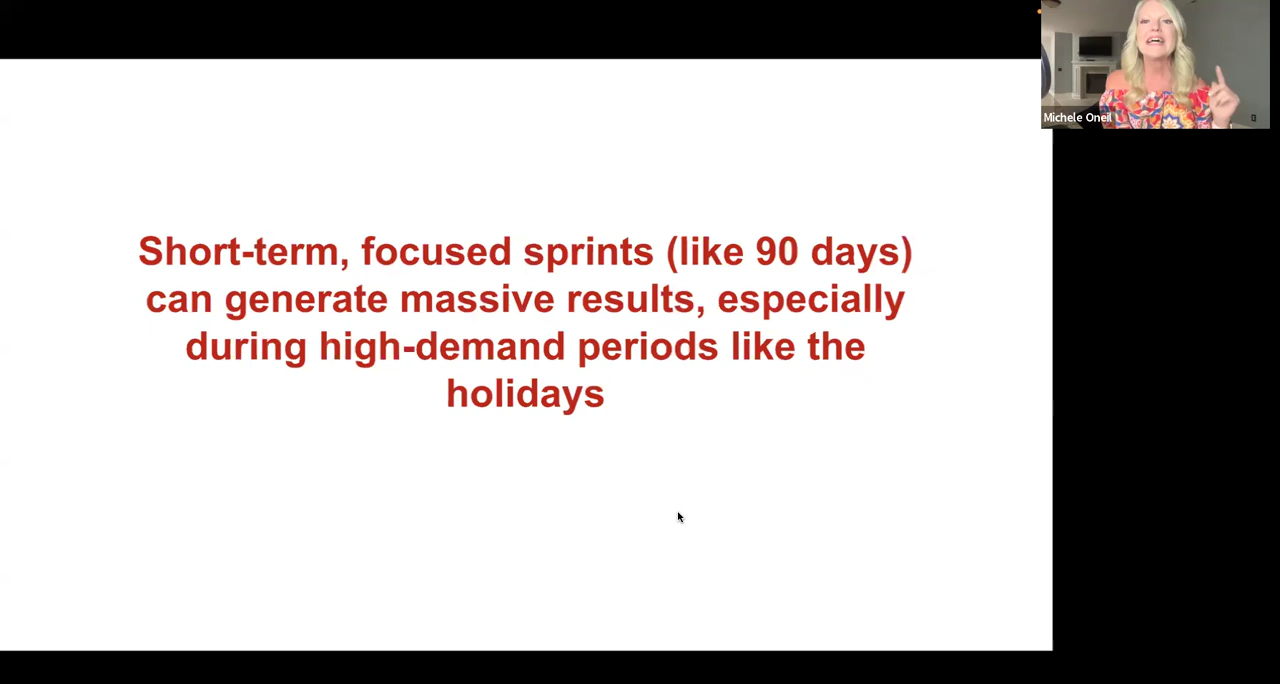 Michele Oneil
Short-term, focused sprints (like 90 days)
can generate massive results, especially
during high-demand periods like the
holidays